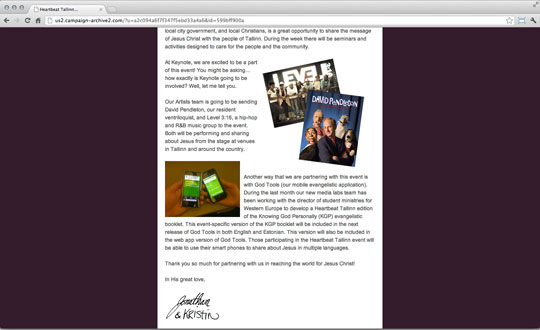 Heartbeat Tallinn...
us2.campaign-archive2.com/?u=a2c094a6f7f347f5ebd33a4a6&id=599bff900a
local city government, and local Christians, is a great opportunity to share the message
of Jesus Christ with the people of Tallinn. During the week there will be seminars and
activities designed to care for the people and the community.
At Keynote, we are excited to be a part
of this event! You might be asking...
how exactly is Keynote going to be
involved? Well, let me tell you.
Our Artists team is going to be sending
David Pendleton, our resident
ventriloquist, and Level 3:16, a hip-hop
and R&B music group to the event.
Both will be performing and sharing
about Jesus from the stage at venues
in Tallinn and around the country.
LEVEL
DAVID PENDLETON
Another way that we are partnering with this event is
with God Tools (our mobile evangelistic application).
During the last month our new media labs team has
been working with the director of student ministries for
Western Europe to develop a Heartbeat Tallinn edition
of the Knowing God Personally (KGP) evangelistic
booklet. This event-specific version of the KGP booklet will be included in the next
release of God Tools in both English and Estonian. This version will also be included in
the web app version of God Tools. Those participating in the Heartbeat Tallinn event will
be able to use their smart phones to share about Jesus in multiple languages.
Thank you so much for partnering with us in reaching the world for Jesus Christ!
In His great love,
Jonathan
& Kristin